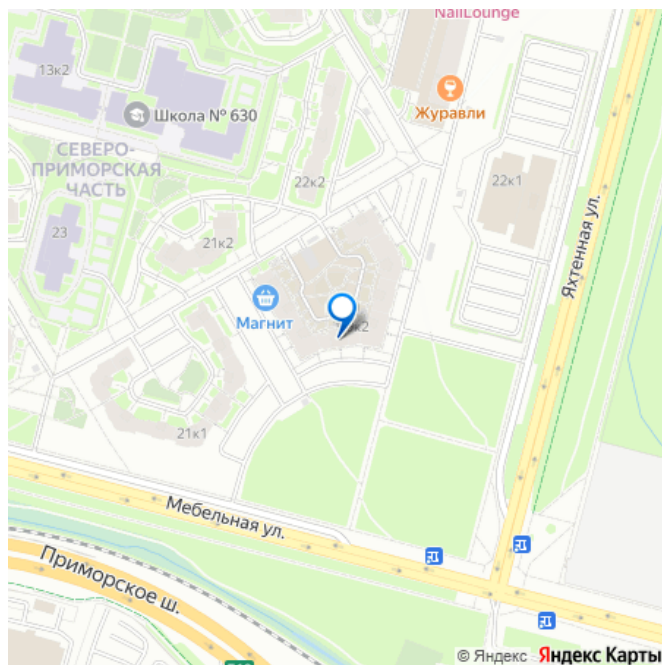 NailLounge
13к2
Школа № 630
Журавли
СЕВЕРО-
ПРИМОРСКАЯ
ЧАСТЬ
22к2
22к1
23
21к2
Яхтенная ул.
Магнит
к2
21к1
Мебельная ул.
Приморское ш.
© Яндекс Яндекс Карты